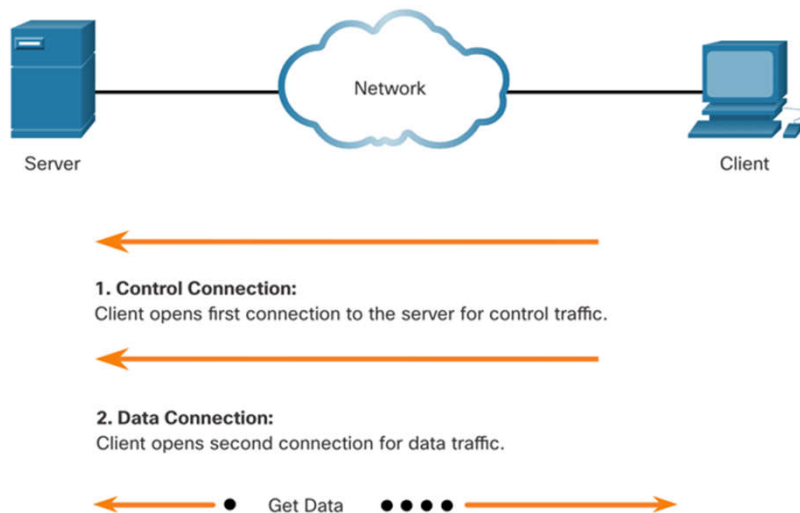 Network
Server
Client
1. Control Connection:
Client opens first connection to the server for control traffic.
2. Data Connection:
Client opens second connection for data traffic.
Get Data